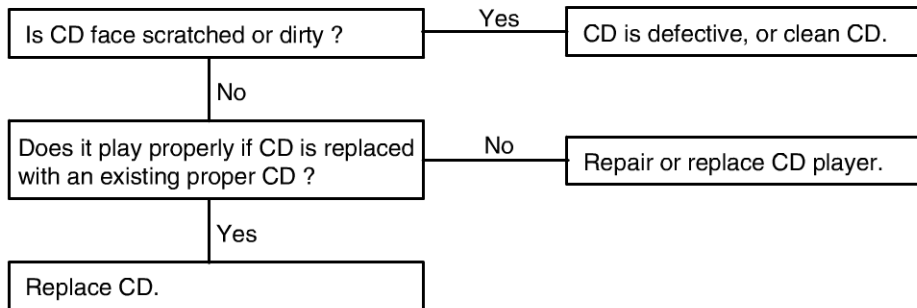 Is CD face scratched or dirty ?
Yes
CD is defective, or clean CD.
No
Does it play properly if CD is replaced
with an existing proper CD ?
No
Repair or replace CD player.
Yes
Replace CD.